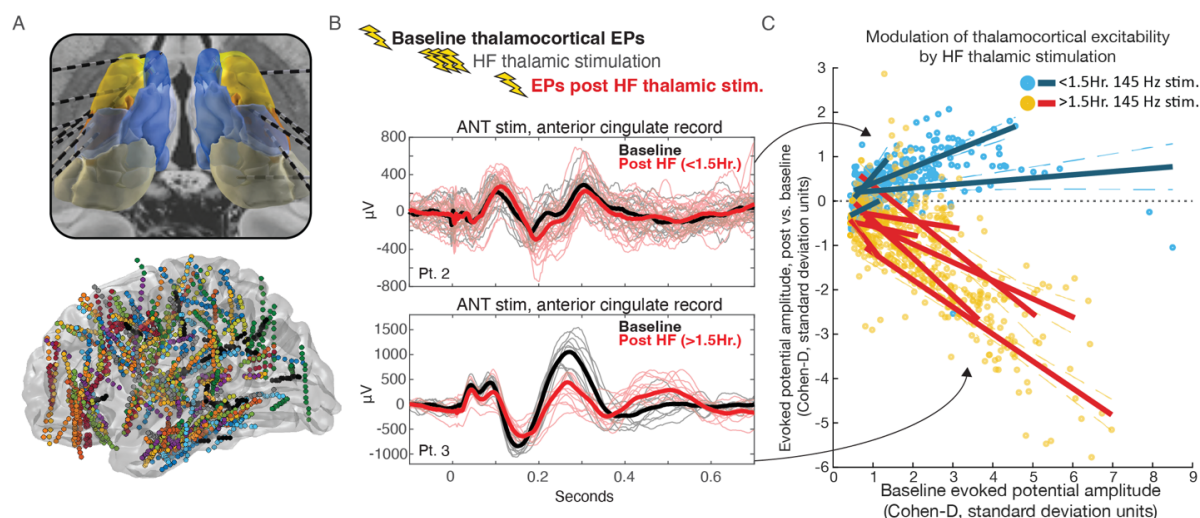 A
B
Baseline thalamocortical EPs
HF thalamic stimulation
EPs post HF thalamic stim.
ANT stim, anterior cingulate record
Baseline
Post HF (<1.5Hr.)
800
400
0
-400
-800
µV
Pt. 2
ANT stim, anterior cingulate record
Baseline
Post HF (>1.5Hr.)
1500
1000
500
0
-500
-1000
µV
Pt. 3
0
0.2
0.4
0.6
Seconds
C
Modulation of thalamocortical excitability
by HF thalamic stimulation
<1.5Hr. 145 Hz stim.
>1.5Hr. 145 Hz stim.
Evoked potential amplitude, post vs. baseline
(Cohen-D, standard deviation units)
3
2
1
0
-1
-2
-3
-4
-5
-6
0
1
2
3
4
5
6
7
8
9
Baseline evoked potential amplitude
(Cohen-D, standard deviation units)